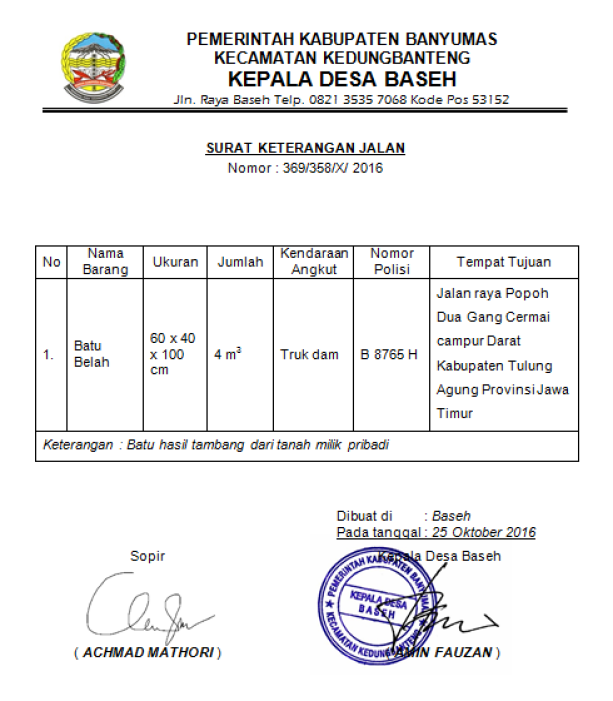 PEMERINTAH KABUPATEN BANYUMAS
KECAMATAN KEDUNGBANTENG
KEPALA DESA BASEH
Jln. Raya Baseh Telp. 0821 3535 7068 Kode Pos 53152
SURAT KETERANGAN JALAN
Nomor : 369/358/X/ 2016
No
Nama
Barang
Ukuran
Jumlah
Kendaraan
Angkut
Nomor
Polisi
Tempat Tujuan
1.
Batu
Belah
60 x 40
x 100
cm
4 m³
Truk dam
B 8765 H
Jalan raya Popoh
Dua Gang Cermai
campur Darat
Kabupaten Tulung
Agung Provinsi Jawa
Timur
Keterangan : Batu hasil tambang dari tanah milik pribadi
Dibuat di : Baseh
Pada tanggal : 25 Oktober 2016
Sopir
Kepala Desa Baseh
PEMERINTAH KABUPATEN BANYUMAS
KEPALA DESA
BASEH
KECAMATAN KEDUNGBANTENG
( ACHMAD MATHORI )
( AMIN FAUZAN )